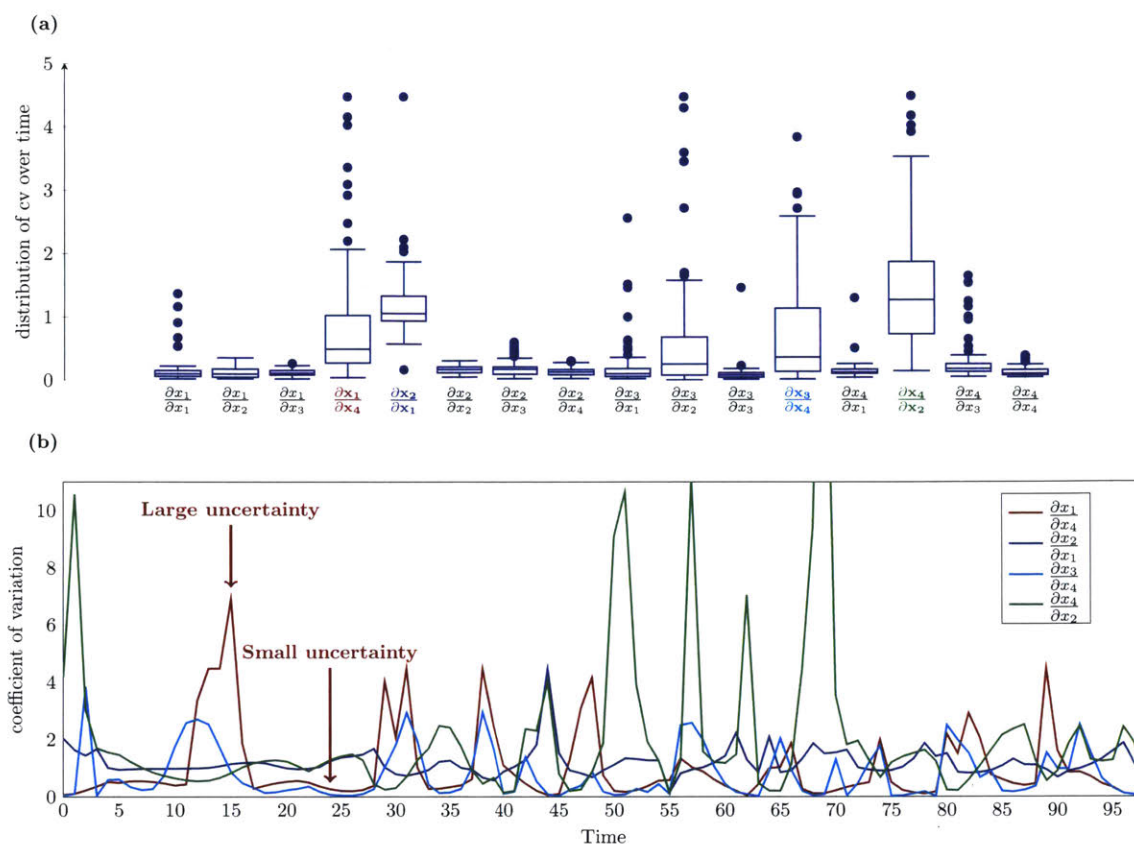 (a)
5
4
3
2
1
0
distribution of cv over time
∂x₁/∂x₁ ∂x₁/∂x₂ ∂x₁/∂x₃ ∂x₁/∂x₄ ∂x₂/∂x₁ ∂x₂/∂x₂ ∂x₂/∂x₃ ∂x₂/∂x₄ ∂x₃/∂x₁ ∂x₃/∂x₂ ∂x₃/∂x₃ ∂x₃/∂x₄ ∂x₄/∂x₁ ∂x₄/∂x₂ ∂x₄/∂x₃ ∂x₄/∂x₄
(b)
10
8
6
4
2
0
coefficient of variation
Large uncertainty
Small uncertainty
∂x₁/∂x₄
∂x₂/∂x₁
∂x₃/∂x₄
∂x₄/∂x₂
0 5 10 15 20 25 30 35 40 45 50 55 60 65 70 75 80 85 90 95
Time